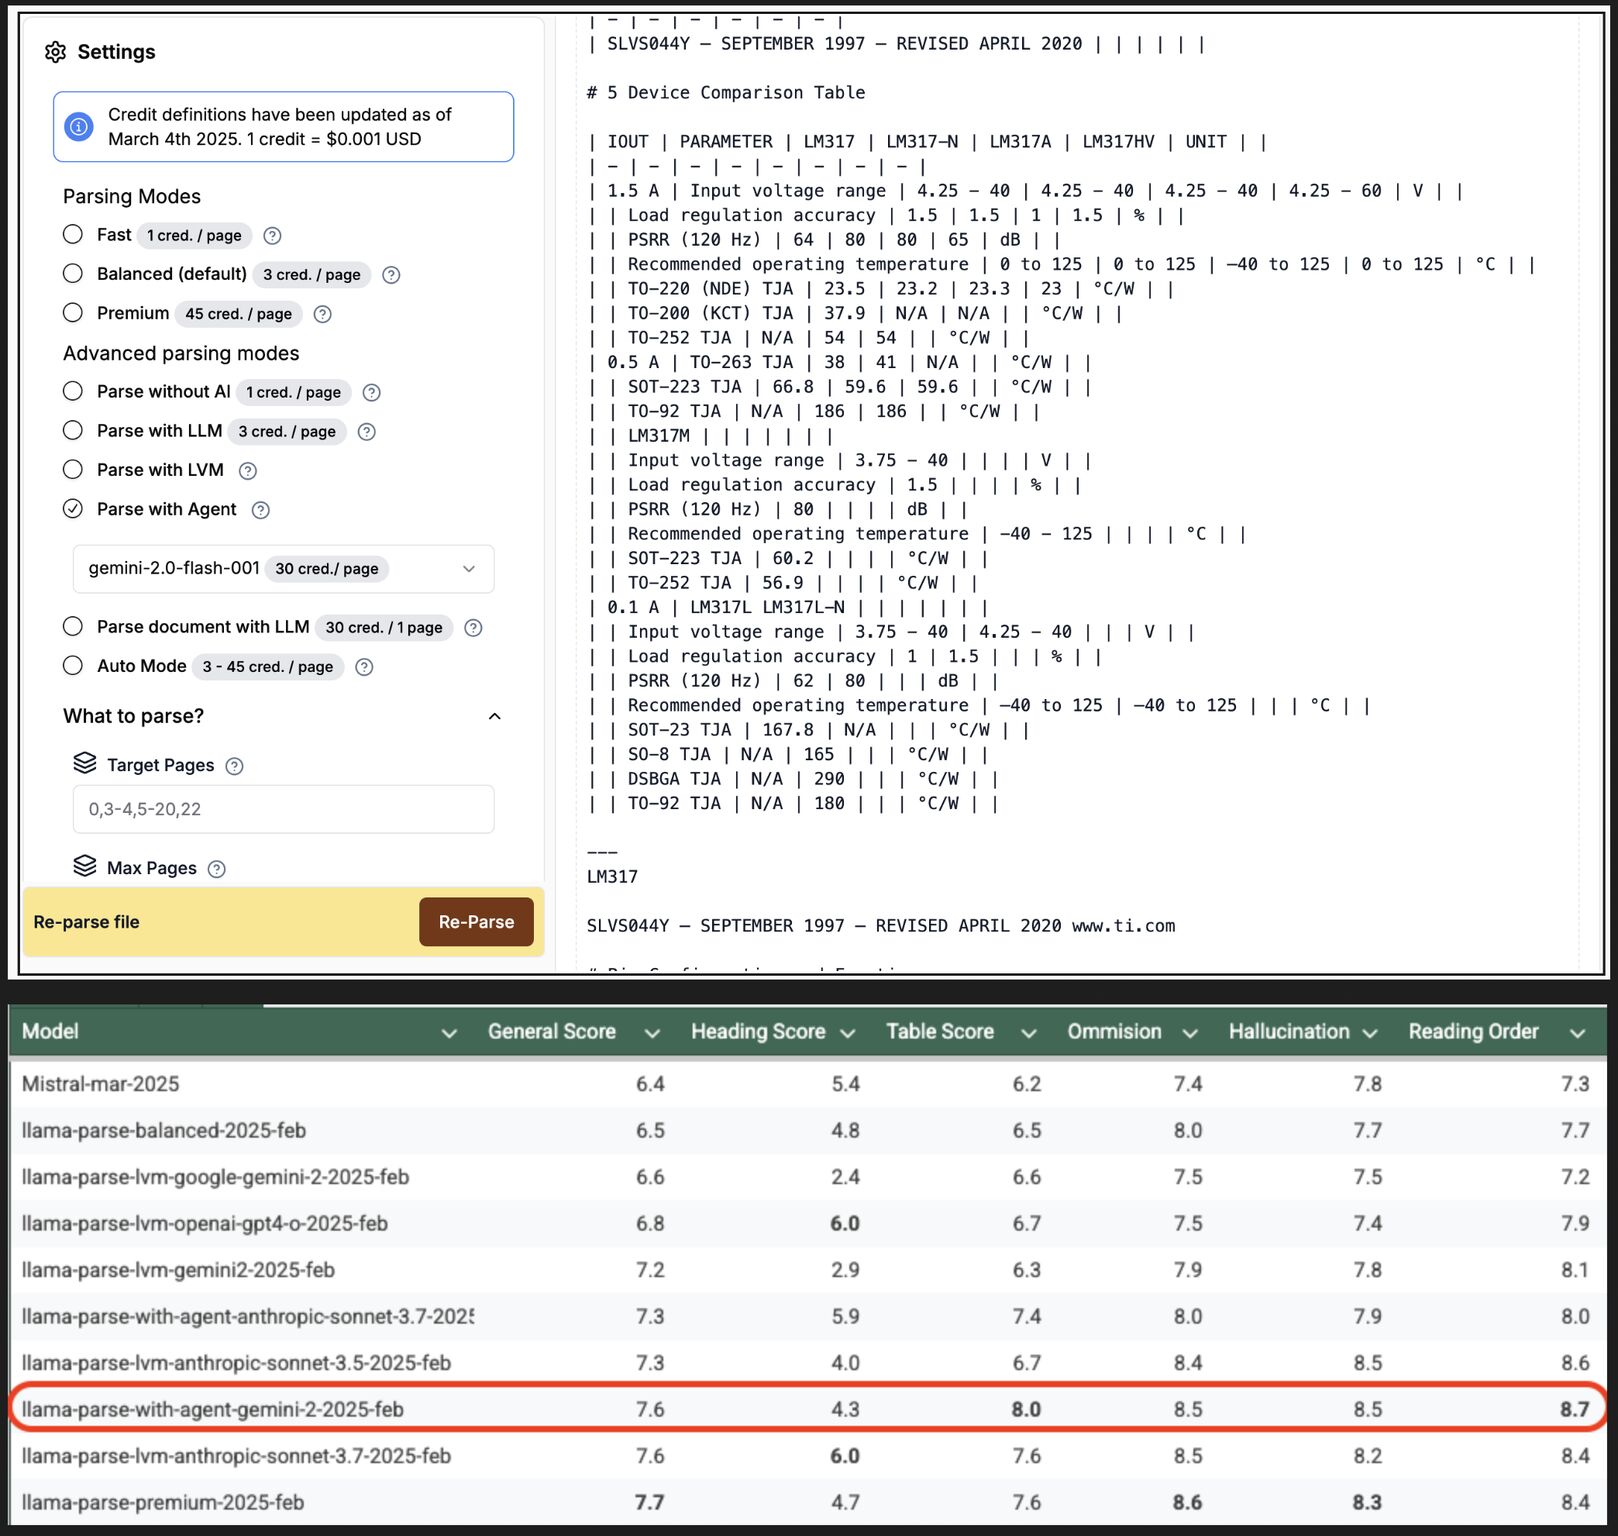 | – | – | – | – | – | – | – |
| SLVS044Y – SEPTEMBER 1997 – REVISED APRIL 2020 | | | | | |
Settings
Credit definitions have been updated as of
March 4th 2025. 1 credit = $0.001 USD
Parsing Modes
Fast 1 cred. / page
Balanced (default) 3 cred. / page
Premium 45 cred. / page
Advanced parsing modes
Parse without AI 1 cred. / page
Parse with LLM 3 cred. / page
Parse with LVM
Parse with Agent
gemini-2.0-flash-001 30 cred./ page
Parse document with LLM 30 cred. / 1 page
Auto Mode 3 - 45 cred. / page
What to parse?
Target Pages
0,3-4,5-20,22
Max Pages
Re-parse file Re-Parse
# 5 Device Comparison Table
| IOUT | PARAMETER | LM317 | LM317–N | LM317A | LM317HV | UNIT | |
| – | – | – | – | – | – | – |
| 1.5 A | Input voltage range | 4.25 – 40 | 4.25 – 40 | 4.25 – 40 | 4.25 – 60 | V | |
| | Load regulation accuracy | 1.5 | 1.5 | 1 | 1.5 | % | |
| | PSRR (120 Hz) | 64 | 80 | 80 | 65 | dB | |
| | Recommended operating temperature | 0 to 125 | 0 to 125 | –40 to 125 | 0 to 125 | °C | |
| | TO–220 (NDE) TJA | 23.5 | 23.2 | 23.3 | 23 | °C/W | |
| | TO–200 (KCT) TJA | 37.9 | N/A | N/A | | °C/W | |
| | TO–252 TJA | N/A | 54 | 54 | | °C/W | |
| 0.5 A | TO–263 TJA | 38 | 41 | N/A | | °C/W | |
| | SOT–223 TJA | 66.8 | 59.6 | 59.6 | | °C/W | |
| | TO–92 TJA | N/A | 186 | 186 | | °C/W | |
| | LM317M | | | | | | |
| | Input voltage range | 3.75 – 40 | | | | V | |
| | Load regulation accuracy | 1.5 | | | | % | |
| | PSRR (120 Hz) | 80 | | | | dB | |
| | Recommended operating temperature | –40 – 125 | | | | °C | |
| | SOT–223 TJA | 60.2 | | | | °C/W | |
| | TO–252 TJA | 56.9 | | | | °C/W | |
| 0.1 A | LM317L LM317L–N | | | | | | |
| | Input voltage range | 3.75 – 40 | 4.25 – 40 | | | V | |
| | Load regulation accuracy | 1 | 1.5 | | | % | |
| | PSRR (120 Hz) | 62 | 80 | | | dB | |
| | Recommended operating temperature | –40 to 125 | –40 to 125 | | | °C | |
| | SOT–23 TJA | 167.8 | N/A | | | °C/W | |
| | SO–8 TJA | N/A | 165 | | | °C/W | |
| | DSBGA TJA | N/A | 290 | | | °C/W | |
| | TO–92 TJA | N/A | 180 | | | °C/W | |
–––
LM317
SLVS044Y – SEPTEMBER 1997 – REVISED APRIL 2020 www.ti.com
Model General Score Heading Score Table Score Ommision Hallucination Reading Order
Mistral-mar-2025 6.4 5.4 6.2 7.4 7.8 7.3
llama-parse-balanced-2025-feb 6.5 4.8 6.5 8.0 7.7 7.7
llama-parse-lvm-google-gemini-2-2025-feb 6.6 2.4 6.6 7.5 7.5 7.2
llama-parse-lvm-openai-gpt4-o-2025-feb 6.8 6.0 6.7 7.5 7.4 7.9
llama-parse-lvm-gemini2-2025-feb 7.2 2.9 6.3 7.9 7.8 8.1
llama-parse-with-agent-anthropic-sonnet-3.7-2025 7.3 5.9 7.4 8.0 7.9 8.0
llama-parse-lvm-anthropic-sonnet-3.5-2025-feb 7.3 4.0 6.7 8.4 8.5 8.6
llama-parse-with-agent-gemini-2-2025-feb 7.6 4.3 8.0 8.5 8.5 8.7
llama-parse-lvm-anthropic-sonnet-3.7-2025-feb 7.6 6.0 7.6 8.5 8.2 8.4
llama-parse-premium-2025-feb 7.7 4.7 7.6 8.6 8.3 8.4